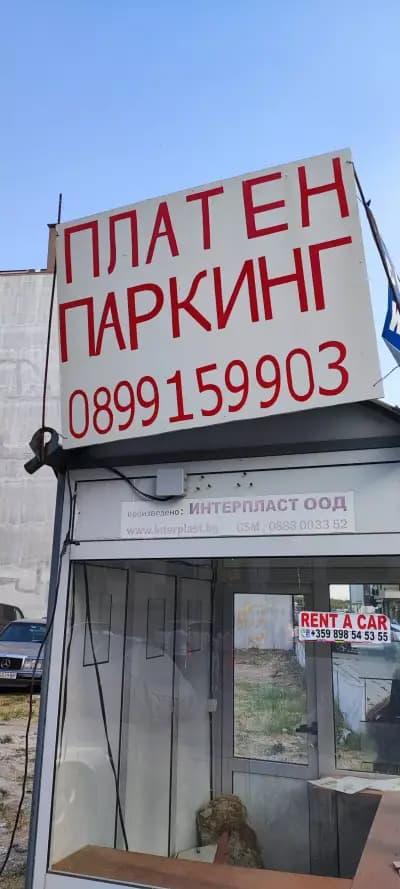 ПЛАТЕН
ПАРКИНГ
0899159903
произведено: ИНТЕРПЛАСТ ООД
www.interplast.bg GSM: 0888 0033 52
RENT A CAR
+359 898 54 53 55